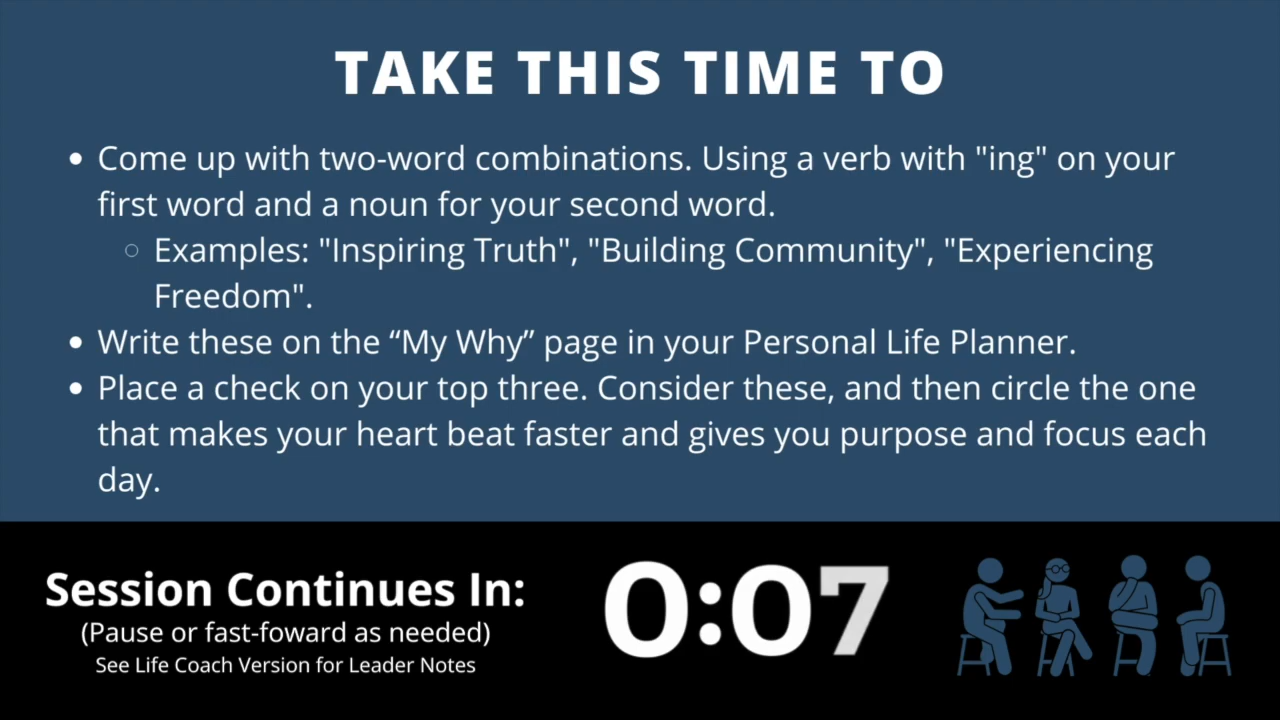 TAKE THIS TIME TO
• Come up with two-word combinations. Using a verb with "ing" on your
first word and a noun for your second word.
○ Examples: "Inspiring Truth", "Building Community", "Experiencing
Freedom".
• Write these on the “My Why” page in your Personal Life Planner.
• Place a check on your top three. Consider these, and then circle the one
that makes your heart beat faster and gives you purpose and focus each
day.
Session Continues In:
(Pause or fast-foward as needed)
See Life Coach Version for Leader Notes
0:07